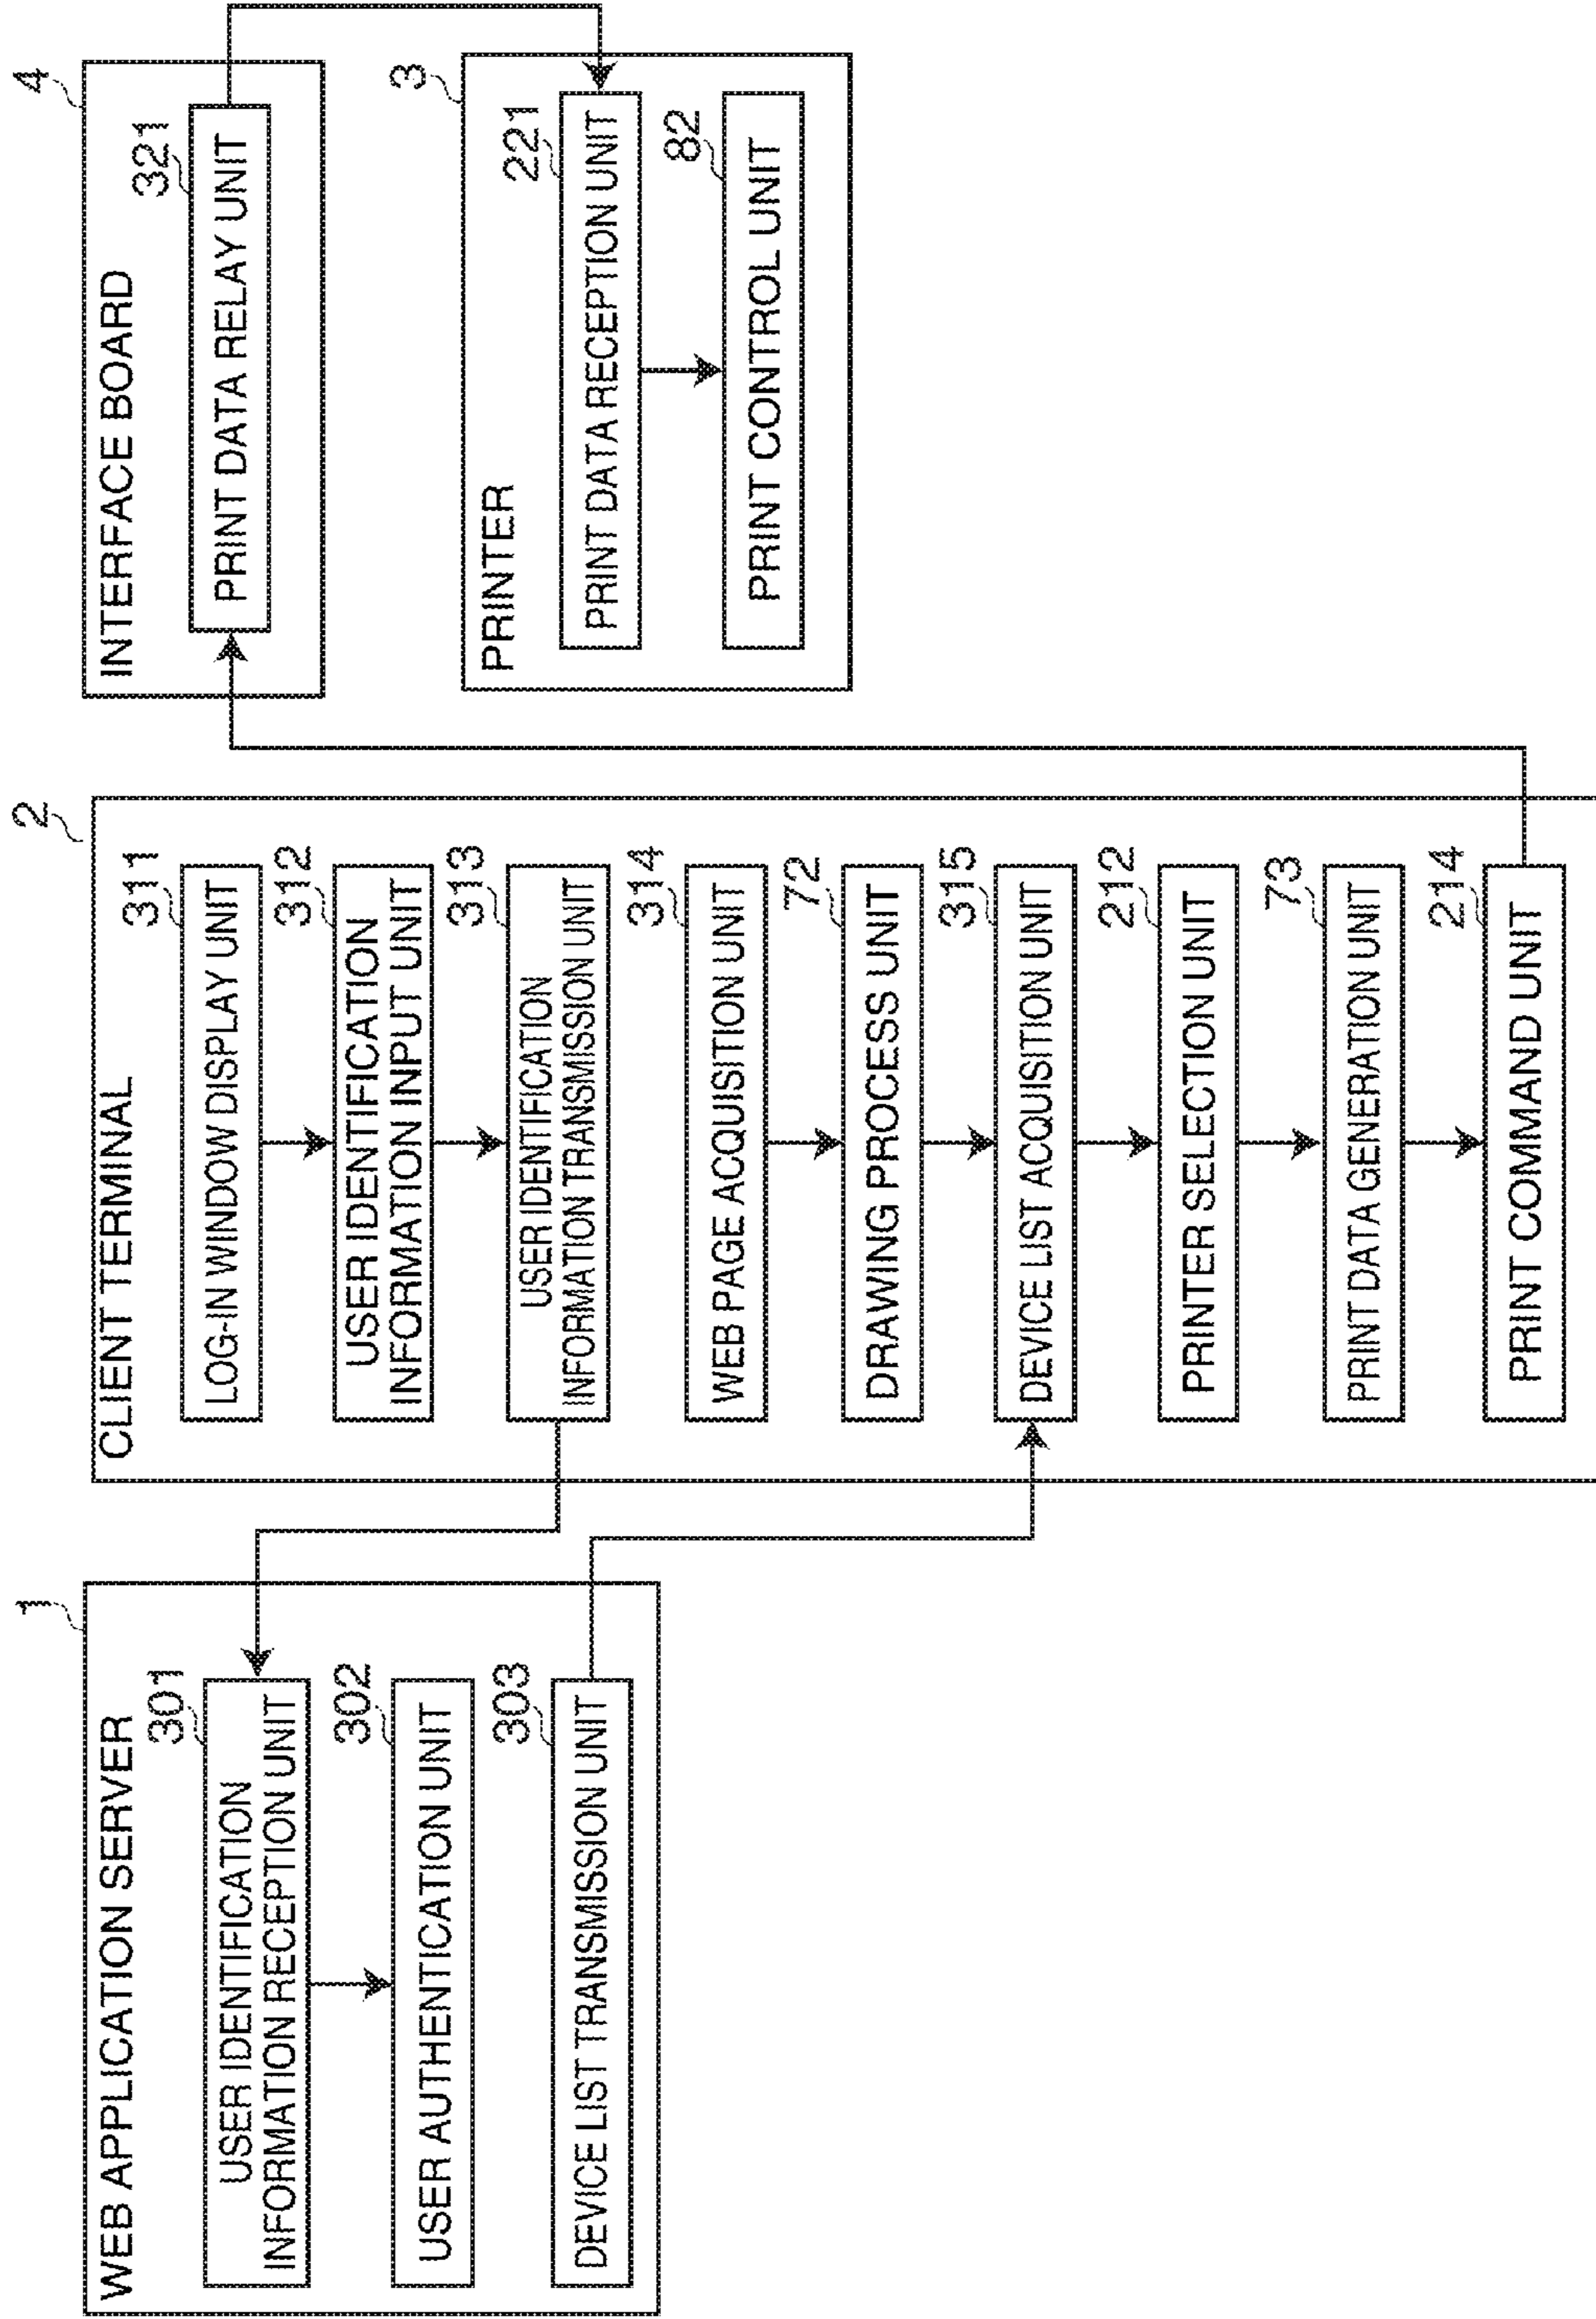 WEB APPLICATION SERVER
1
301
USER IDENTIFICATION
INFORMATION RECEPTION UNIT
302
USER AUTHENTICATION UNIT
303
DEVICE LIST TRANSMISSION UNIT
CLIENT TERMINAL
2
311
LOG-IN WINDOW DISPLAY UNIT
312
USER IDENTIFICATION
INFORMATION INPUT UNIT
313
USER IDENTIFICATION
INFORMATION TRANSMISSION UNIT
314
WEB PAGE ACQUISITION UNIT
72
DRAWING PROCESS UNIT
315
DEVICE LIST ACQUISITION UNIT
212
PRINTER SELECTION UNIT
73
PRINT DATA GENERATION UNIT
214
PRINT COMMAND UNIT
INTERFACE BOARD
4
321
PRINT DATA RELAY UNIT
PRINTER
3
221
PRINT DATA RECEPTION UNIT
82
PRINT CONTROL UNIT